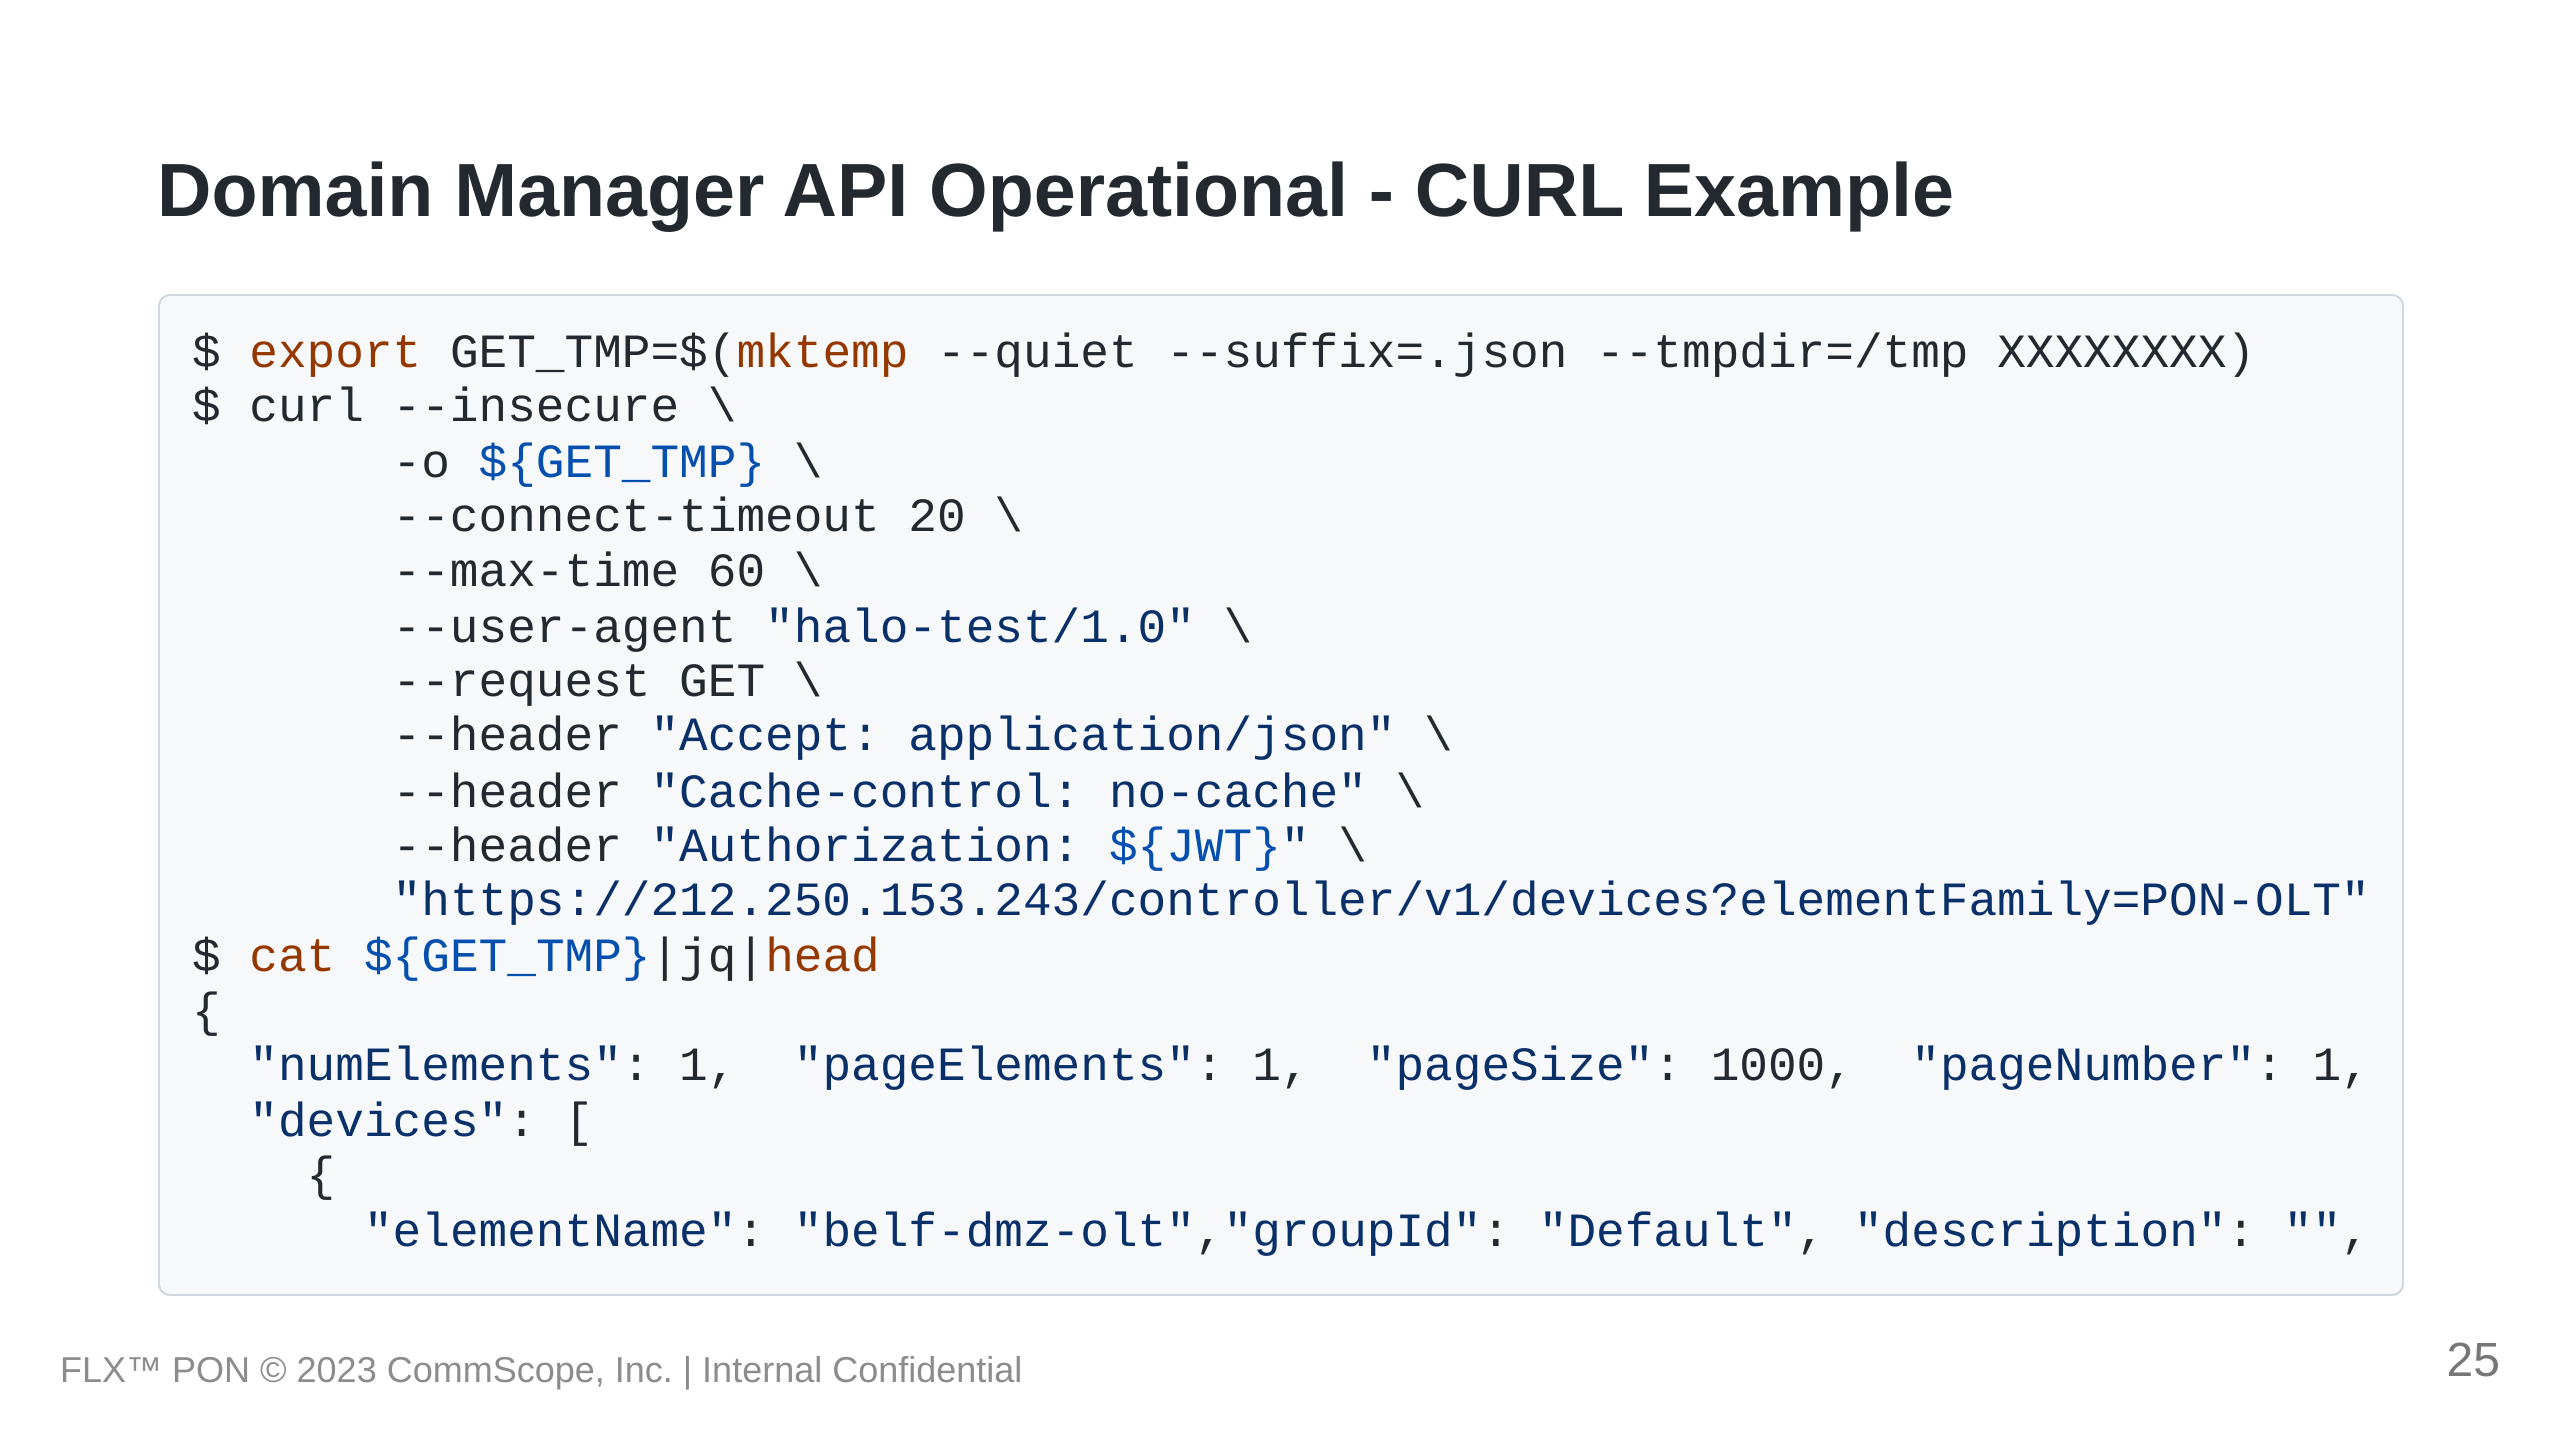 Domain Manager API Operational - CURL Example
$ export GET_TMP=$(mktemp --quiet --suffix=.json --tmpdir=/tmp XXXXXXXX)
$ curl --insecure \
       -o ${GET_TMP} \
       --connect-timeout 20 \
       --max-time 60 \
       --user-agent "halo-test/1.0" \
       --request GET \
       --header "Accept: application/json" \
       --header "Cache-control: no-cache" \
       --header "Authorization: ${JWT}" \
       "https://212.250.153.243/controller/v1/devices?elementFamily=PON-OLT"
$ cat ${GET_TMP}|jq|head
{
  "numElements": 1,  "pageElements": 1,  "pageSize": 1000,  "pageNumber": 1,
  "devices": [
    {
      "elementName": "belf-dmz-olt","groupId": "Default", "description": "",
FLX™ PON © 2023 CommScope, Inc. | Internal Confidential
25